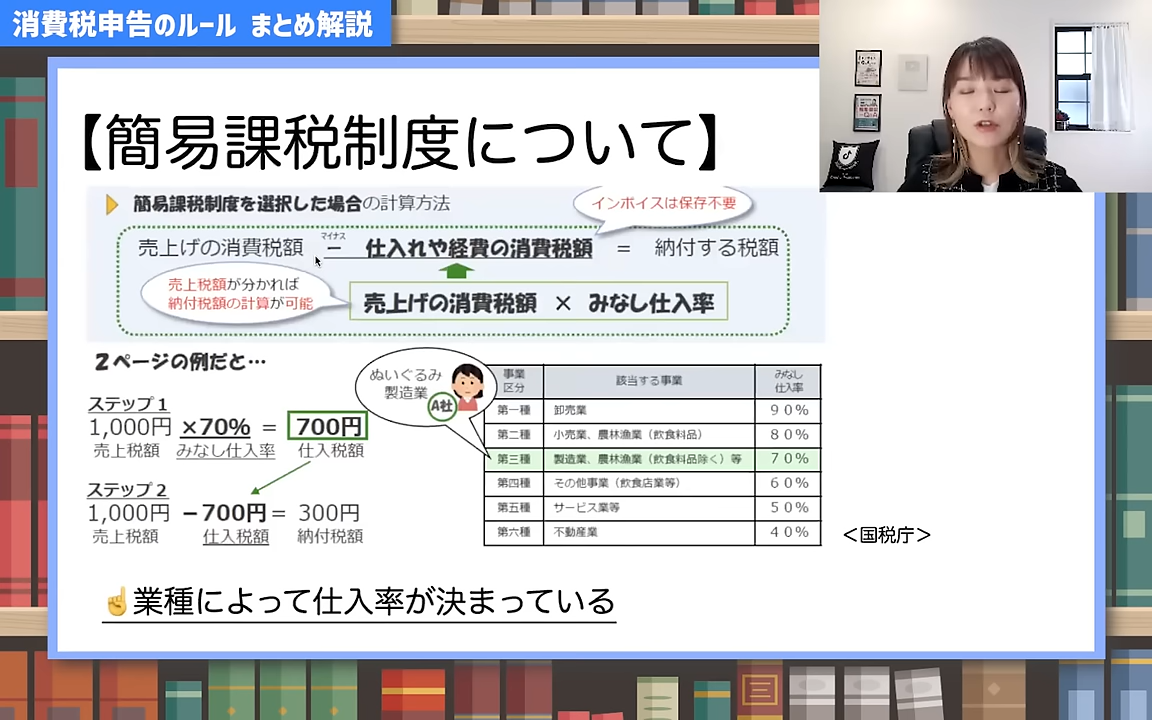 消費税申告のルール まとめ解説
【簡易課税制度について】
簡易課税制度を選択した場合の計算方法
インボイスは保存不要
売上げの消費税額 マイナス − 仕入れや経費の消費税額 = 納付する税額
売上税額が分かれば
納付税額の計算が可能
売上げの消費税額 × みなし仕入率
2ページの例だと…
ぬいぐるみ
製造業
A社
ステップ1
1,000円 ×70% = 700円
売上税額 みなし仕入率 仕入税額
ステップ2
1,000円 −700円 = 300円
売上税額 仕入税額 納付税額
事業区分 該当する事業 みなし仕入率
第一種 卸売業 90%
第二種 小売業、農林漁業（飲食料品） 80%
第三種 製造業、農林漁業（飲食料品除く）等 70%
第四種 その他事業（飲食店業等） 60%
第五種 サービス業等 50%
第六種 不動産業 40%
＜国税庁＞
☝業種によって仕入率が決まっている